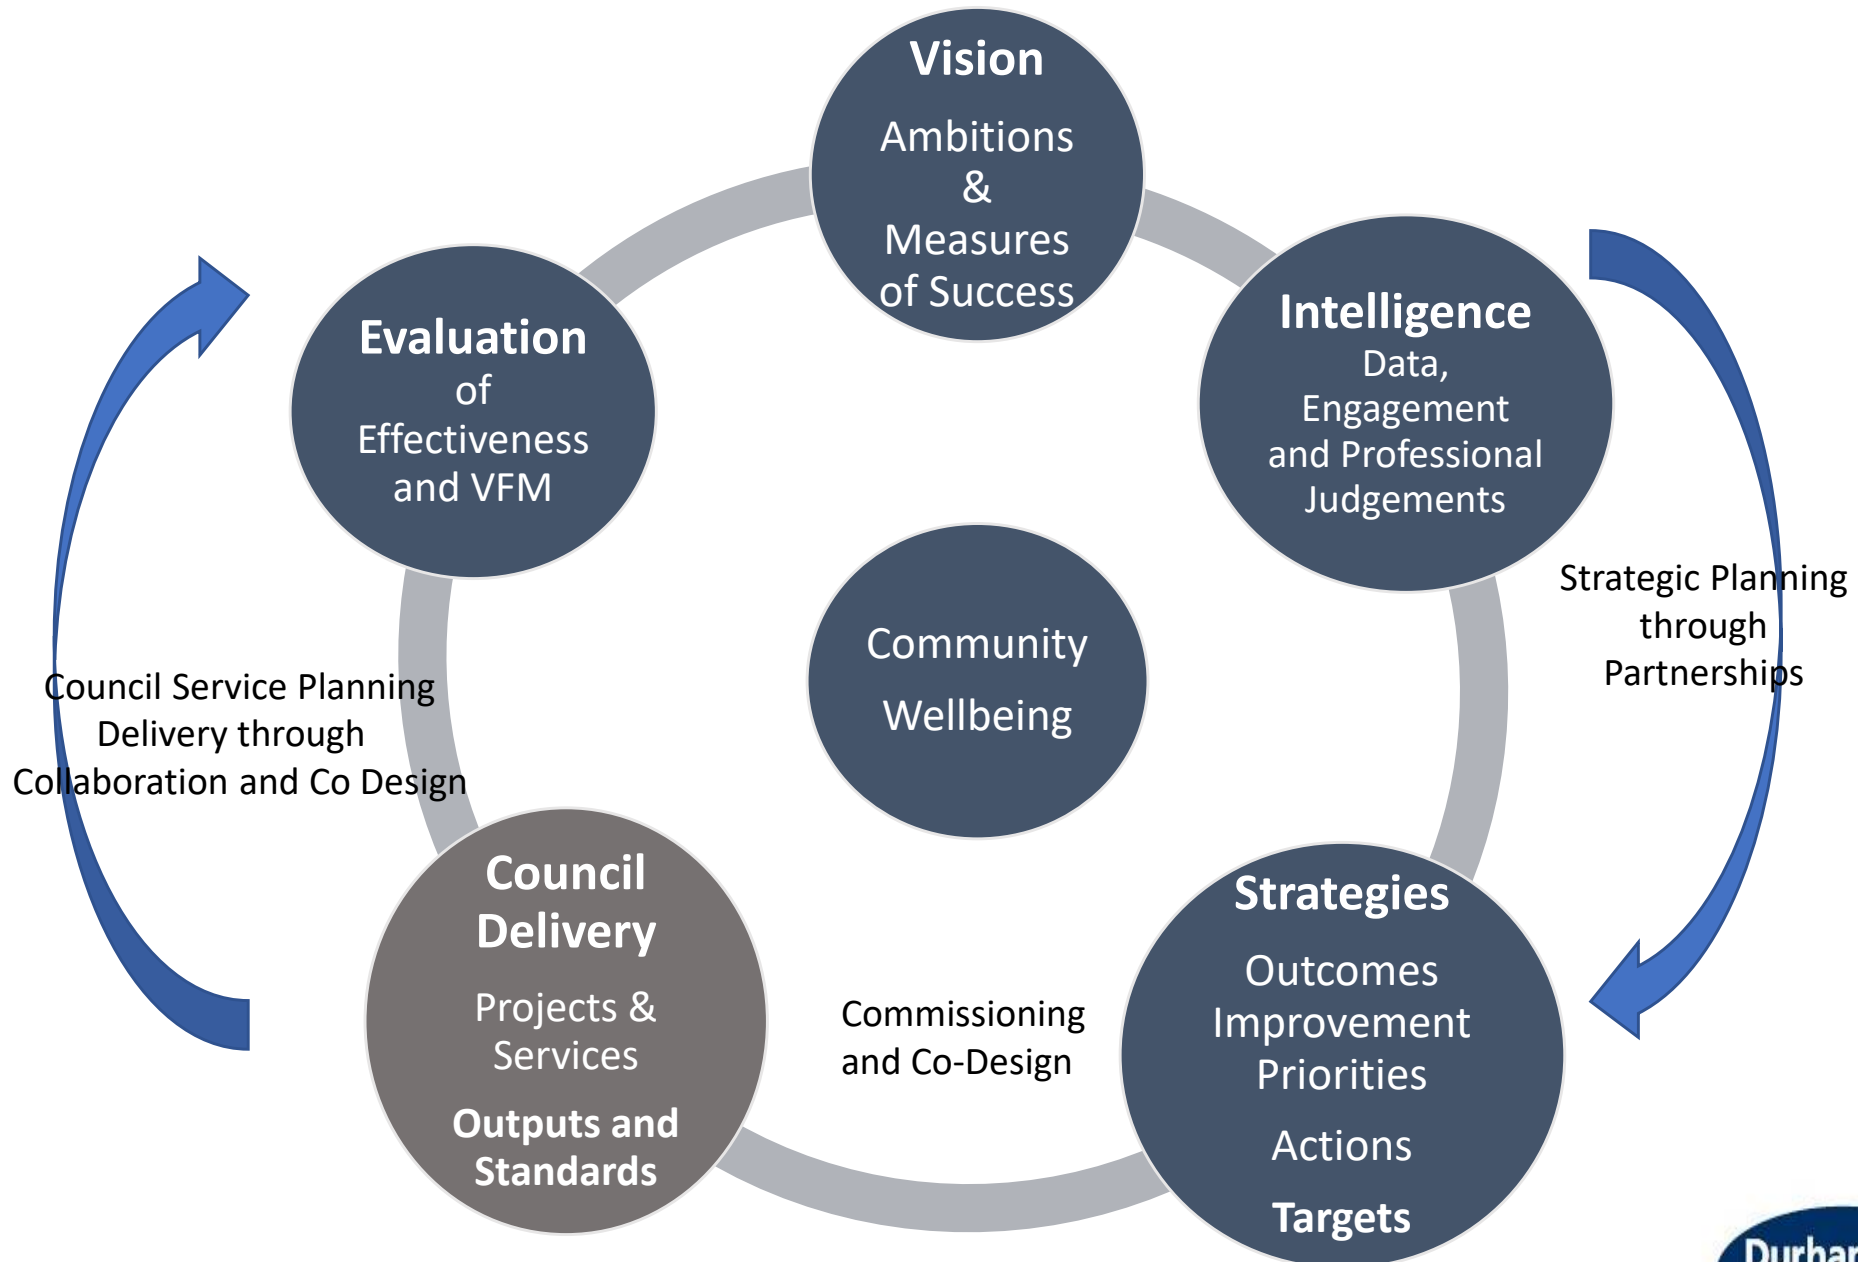 Vision
Ambitions
&
Measures
of Success
Intelligence
Data,
Engagement
and Professional
Judgements
Strategic Planning
through
Partnerships
Strategies
Outcomes
Improvement
Priorities
Actions
Targets
Commissioning
and Co-Design
Council
Delivery
Projects &
Services
Outputs and
Standards
Council Service Planning
Delivery through
Collaboration and Co Design
Evaluation
of
Effectiveness
and VFM
Community
Wellbeing